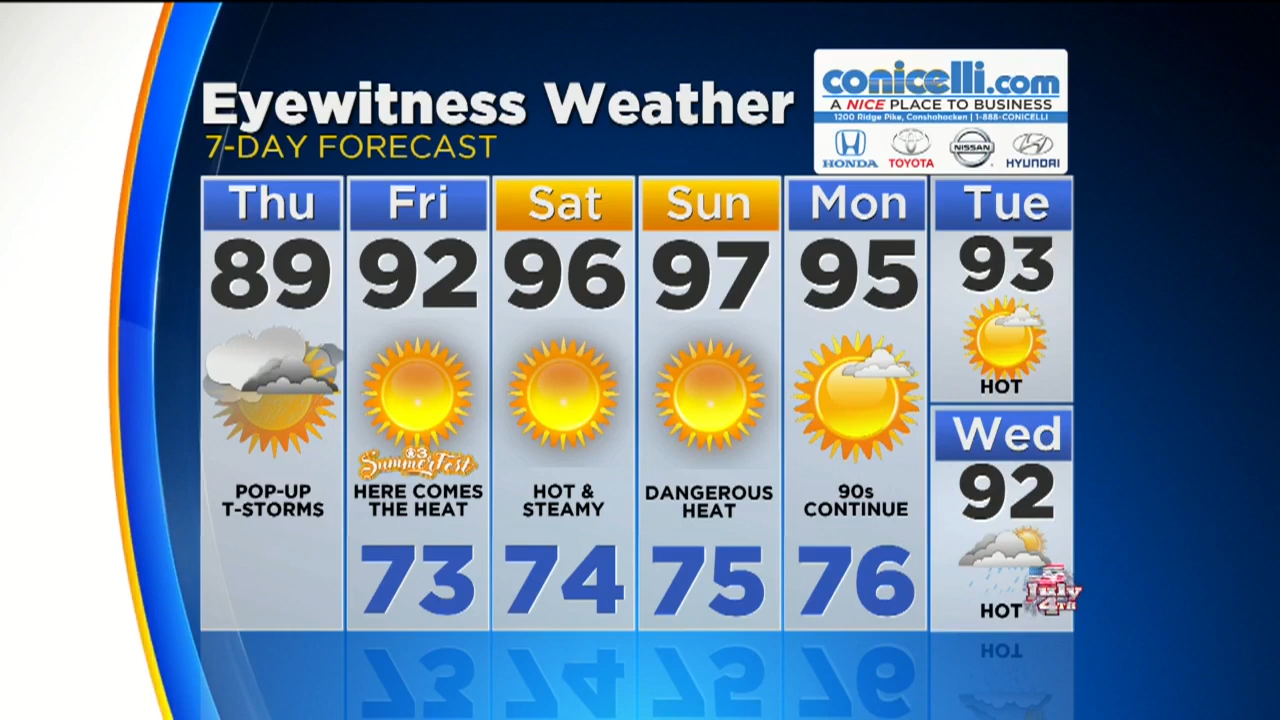 Eyewitness Weather
7-DAY FORECAST
conicelli.com
A NICE PLACE TO BUSINESS
1200 Ridge Pike, Conshohocken | 1-888-CONICELLI
HONDA TOYOTA NISSAN HYUNDAI
Thu
89
POP-UP
T-STORMS
Fri
92
3 SummerFest
HERE COMES
THE HEAT
73
Sat
96
HOT &
STEAMY
74
Sun
97
DANGEROUS
HEAT
75
Mon
95
90s
CONTINUE
76
Tue
93
HOT
Wed
92
HOT
July
4TH